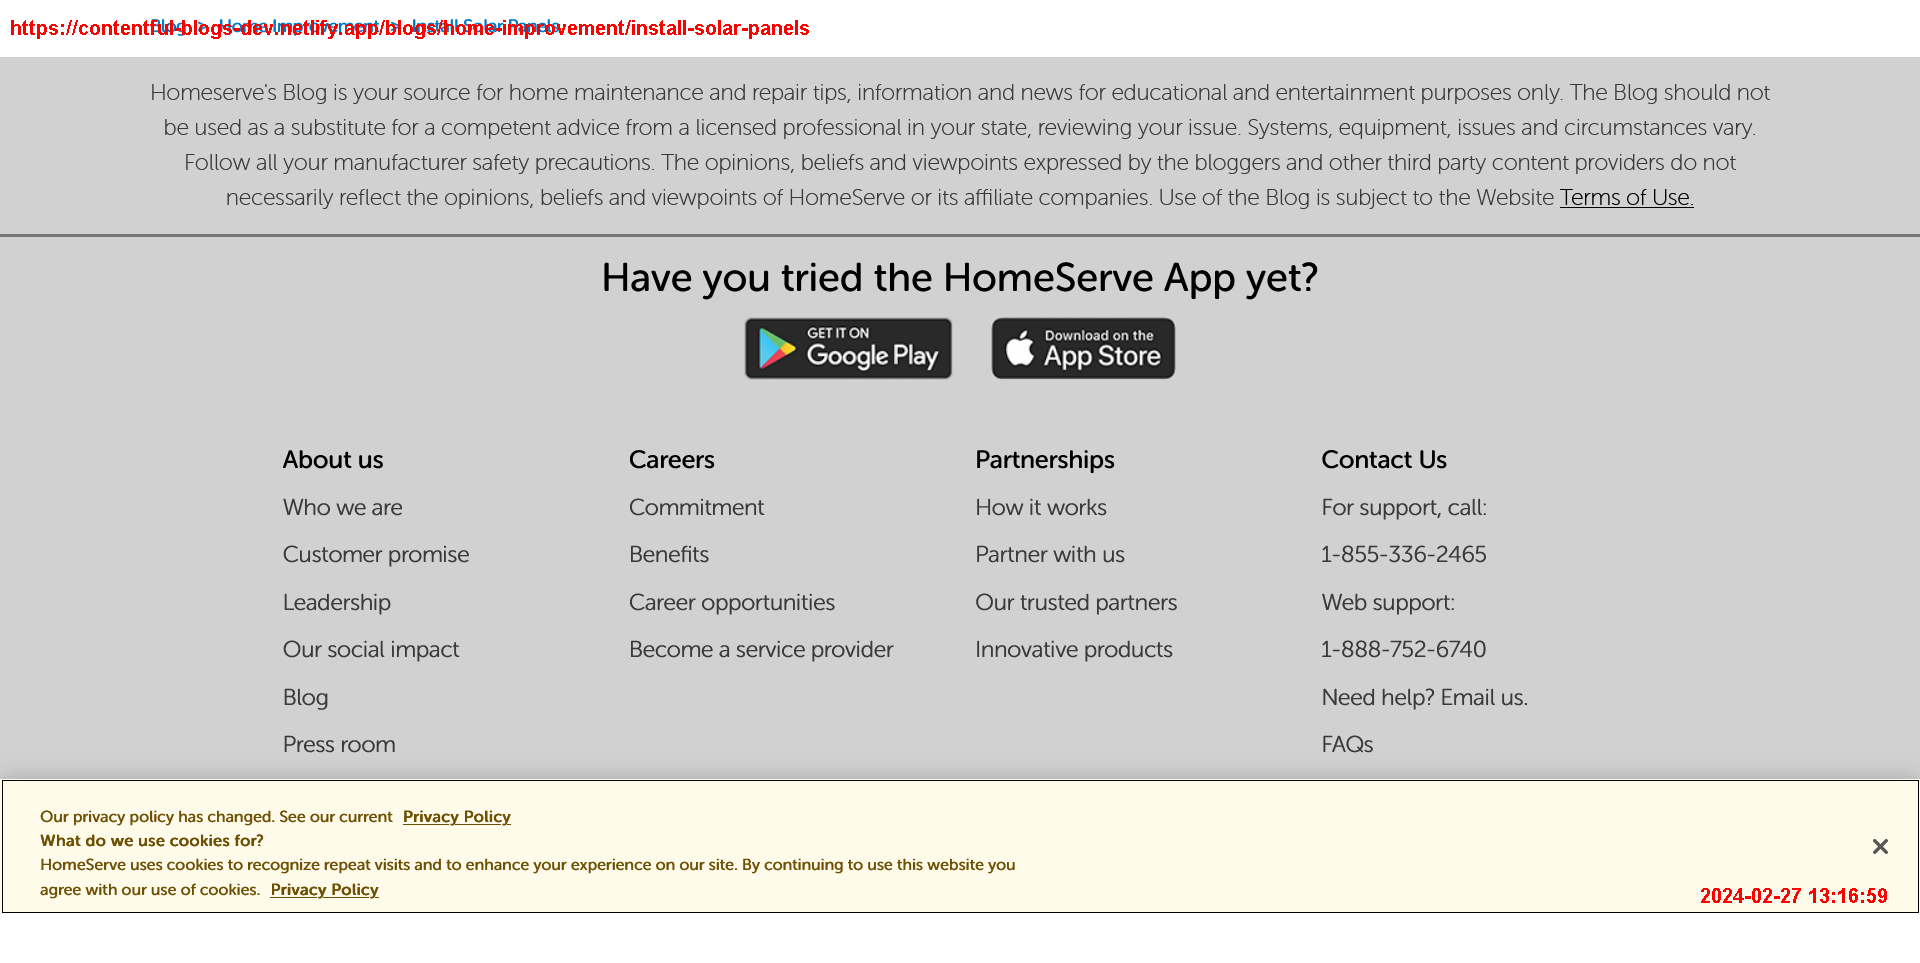 https://contentful-blogs-dev.netlify.app/blogs/home-improvement/install-solar-panels
Blog > Home Improvement > Install Solar Panels
Homeserve's Blog is your source for home maintenance and repair tips, information and news for educational and entertainment purposes only. The Blog should not
be used as a substitute for a competent advice from a licensed professional in your state, reviewing your issue. Systems, equipment, issues and circumstances vary.
Follow all your manufacturer safety precautions. The opinions, beliefs and viewpoints expressed by the bloggers and other third party content providers do not
necessarily reflect the opinions, beliefs and viewpoints of HomeServe or its affiliate companies. Use of the Blog is subject to the Website Terms of Use.
Have you tried the HomeServe App yet?
GET IT ON
Google Play
Download on the
App Store
About us
Who we are
Customer promise
Leadership
Our social impact
Blog
Press room
Careers
Commitment
Benefits
Career opportunities
Become a service provider
Partnerships
How it works
Partner with us
Our trusted partners
Innovative products
Contact Us
For support, call:
1-855-336-2465
Web support:
1-888-752-6740
Need help? Email us.
FAQs
Our privacy policy has changed. See our current Privacy Policy
What do we use cookies for?
HomeServe uses cookies to recognize repeat visits and to enhance your experience on our site. By continuing to use this website you
agree with our use of cookies. Privacy Policy
2024-02-27 13:16:59